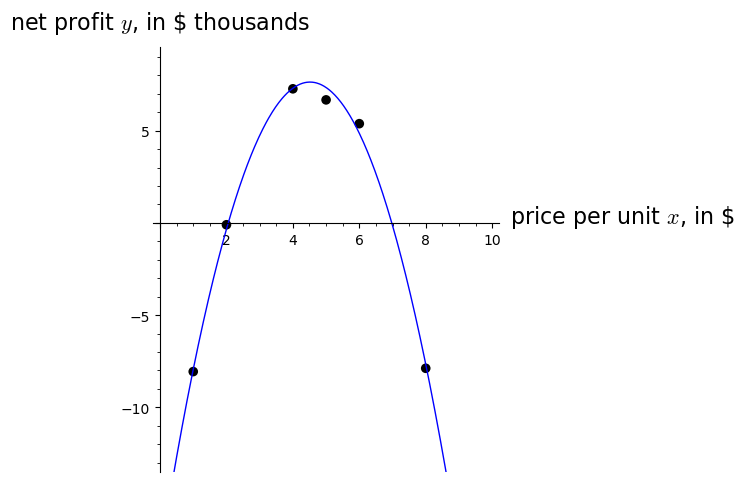 net profit y, in $ thousands
5
price per unit x, in $
2 4 6 8 10
−5
−10